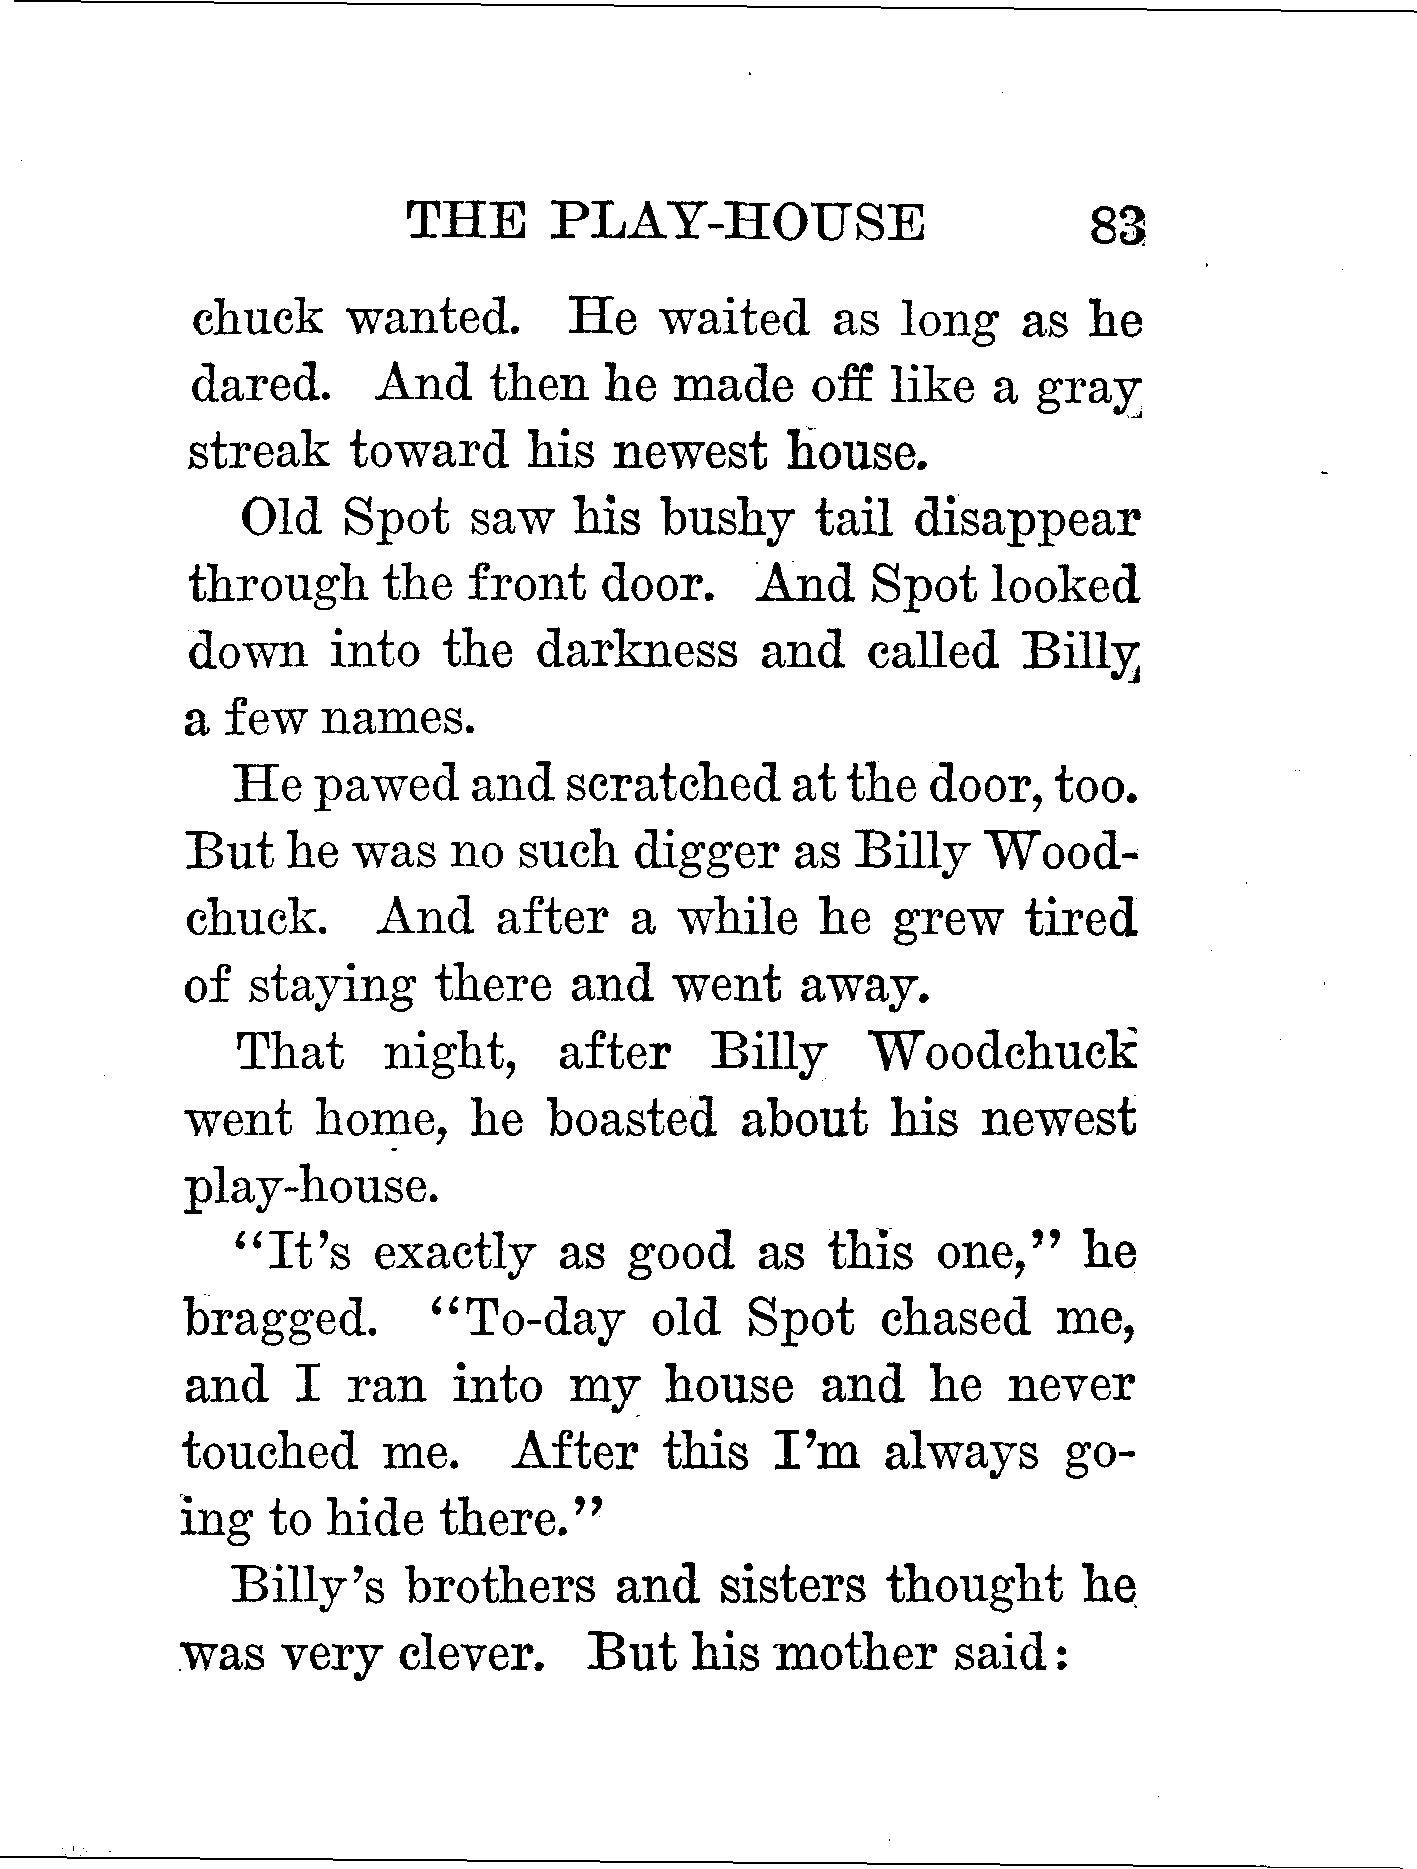 THE PLAY-HOUSE 83
chuck wanted. He waited as long as he
dared. And then he made off like a gray
streak toward his newest house.
Old Spot saw his bushy tail disappear
through the front door. And Spot looked
down into the darkness and called Billy
a few names.
He pawed and scratched at the door, too.
But he was no such digger as Billy Wood-
chuck. And after a while he grew tired
of staying there and went away.
That night, after Billy Woodchuck
went home, he boasted about his newest
play-house.
“It’s exactly as good as this one,” he
bragged. “To-day old Spot chased me,
and I ran into my house and he never
touched me. After this I’m always go-
ing to hide there.”
Billy’s brothers and sisters thought he
was very clever. But his mother said: